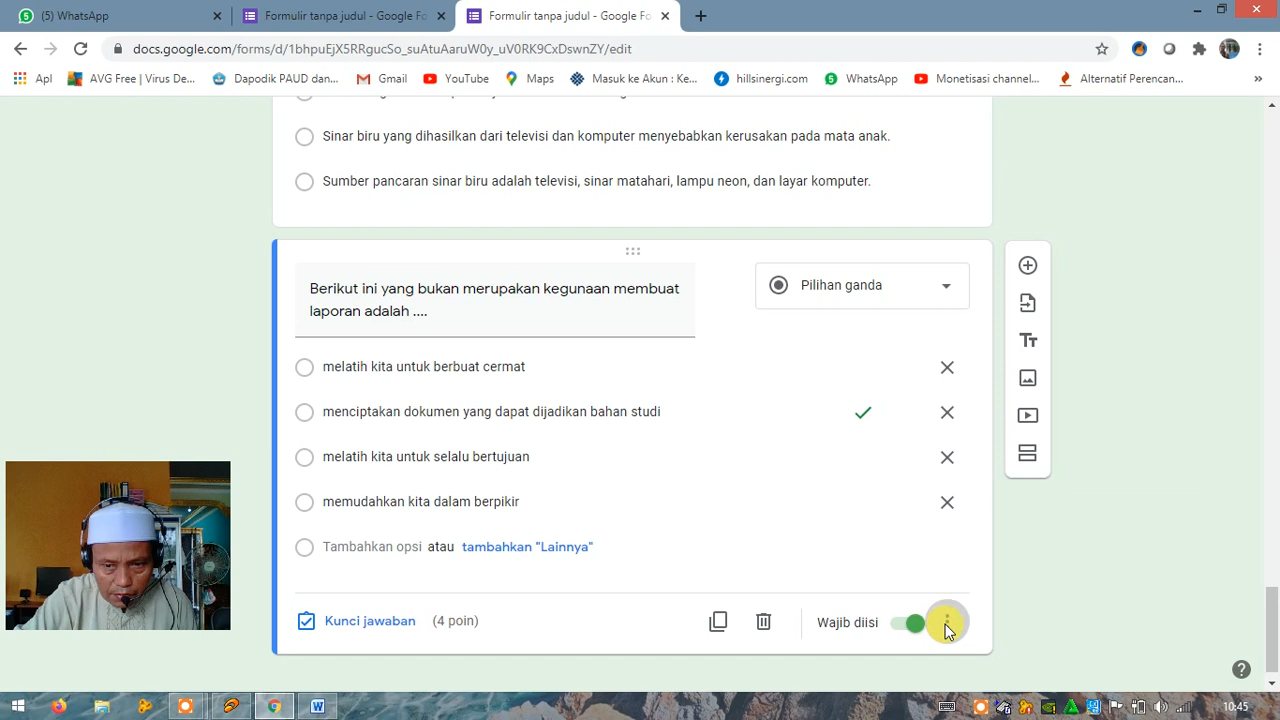 (5) WhatsApp
Formulir tanpa judul - Google Fo
Formulir tanpa judul - Google Fo
docs.google.com/forms/d/1bhpuEjX5RRgucSo_suAtuAaruW0y_uV0RK9CxDswnZY/edit
Apl
AVG Free | Virus De...
Dapodik PAUD dan...
Gmail
YouTube
Maps
Masuk ke Akun : Ke...
hillsinergi.com
WhatsApp
Monetisasi channel...
Alternatif Perencan...
»
Sinar biru yang dihasilkan dari televisi dan komputer menyebabkan kerusakan pada mata anak.
Sumber pancaran sinar biru adalah televisi, sinar matahari, lampu neon, dan layar komputer.
Berikut ini yang bukan merupakan kegunaan membuat
laporan adalah ....
Pilihan ganda
melatih kita untuk berbuat cermat
menciptakan dokumen yang dapat dijadikan bahan studi
melatih kita untuk selalu bertujuan
memudahkan kita dalam berpikir
Tambahkan opsi atau tambahkan "Lainnya"
Kunci jawaban (4 poin)
Wajib diisi
10:45